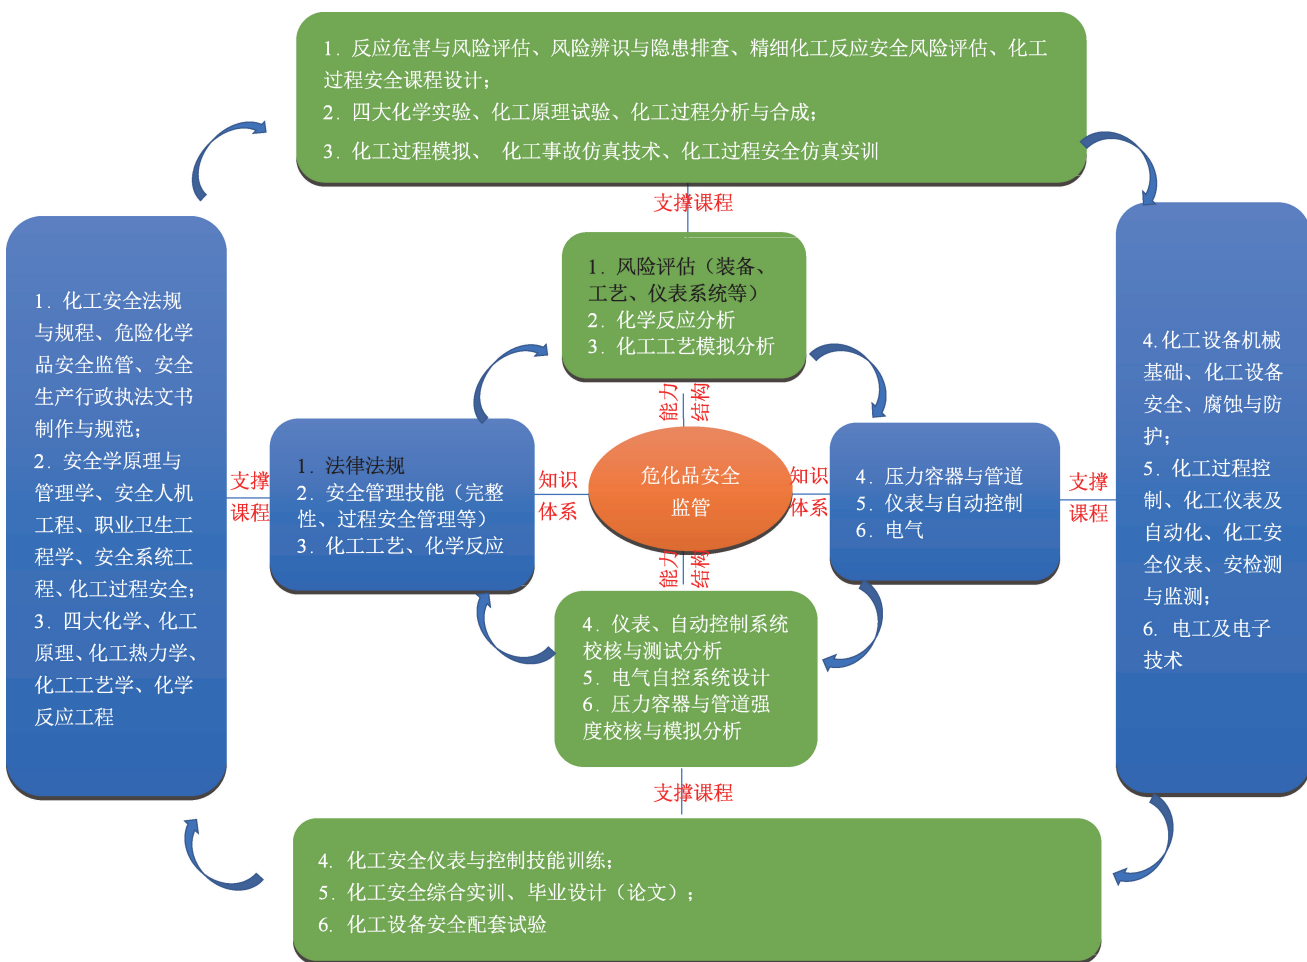 1. 反应危害与风险评估、风险辨识与隐患排查、精细化工反应安全风险评估、化工
过程安全课程设计；
2. 四大化学实验、化工原理试验、化工过程分析与合成；
3. 化工过程模拟、 化工事故仿真技术、化工过程安全仿真实训
支撑课程
1. 风险评估（装备、
工艺、仪表系统等）
2. 化学反应分析
3. 化工工艺模拟分析
能力
结构
1. 化工安全法规
与规程、危险化学
品安全监管、安全
生产行政执法文书
制作与规范；
2. 安全学原理与
管理学、安全人机
工程、职业卫生工
程学、安全系统工
程、化工过程安全；
3. 四大化学、化工
原理、化工热力学、
化工工艺学、化学
反应工程
支撑
课程
1. 法律法规
2. 安全管理技能（完整
性、过程安全管理等）
3. 化工工艺、化学反应
知识
体系
危化品安全
监管
知识
体系
4. 压力容器与管道
5. 仪表与自动控制
6. 电气
支撑
课程
4.化工设备机械
基础、化工设备
安全、腐蚀与防
护；
5. 化工过程控
制、化工仪表及
自动化、化工安
全仪表、安检测
与监测；
6. 电工及电子
技术
能力
结构
4. 仪表、自动控制系统
校核与测试分析
5. 电气自控系统设计
6. 压力容器与管道强
度校核与模拟分析
支撑课程
4. 化工安全仪表与控制技能训练；
5. 化工安全综合实训、毕业设计（论文）；
6. 化工设备安全配套试验